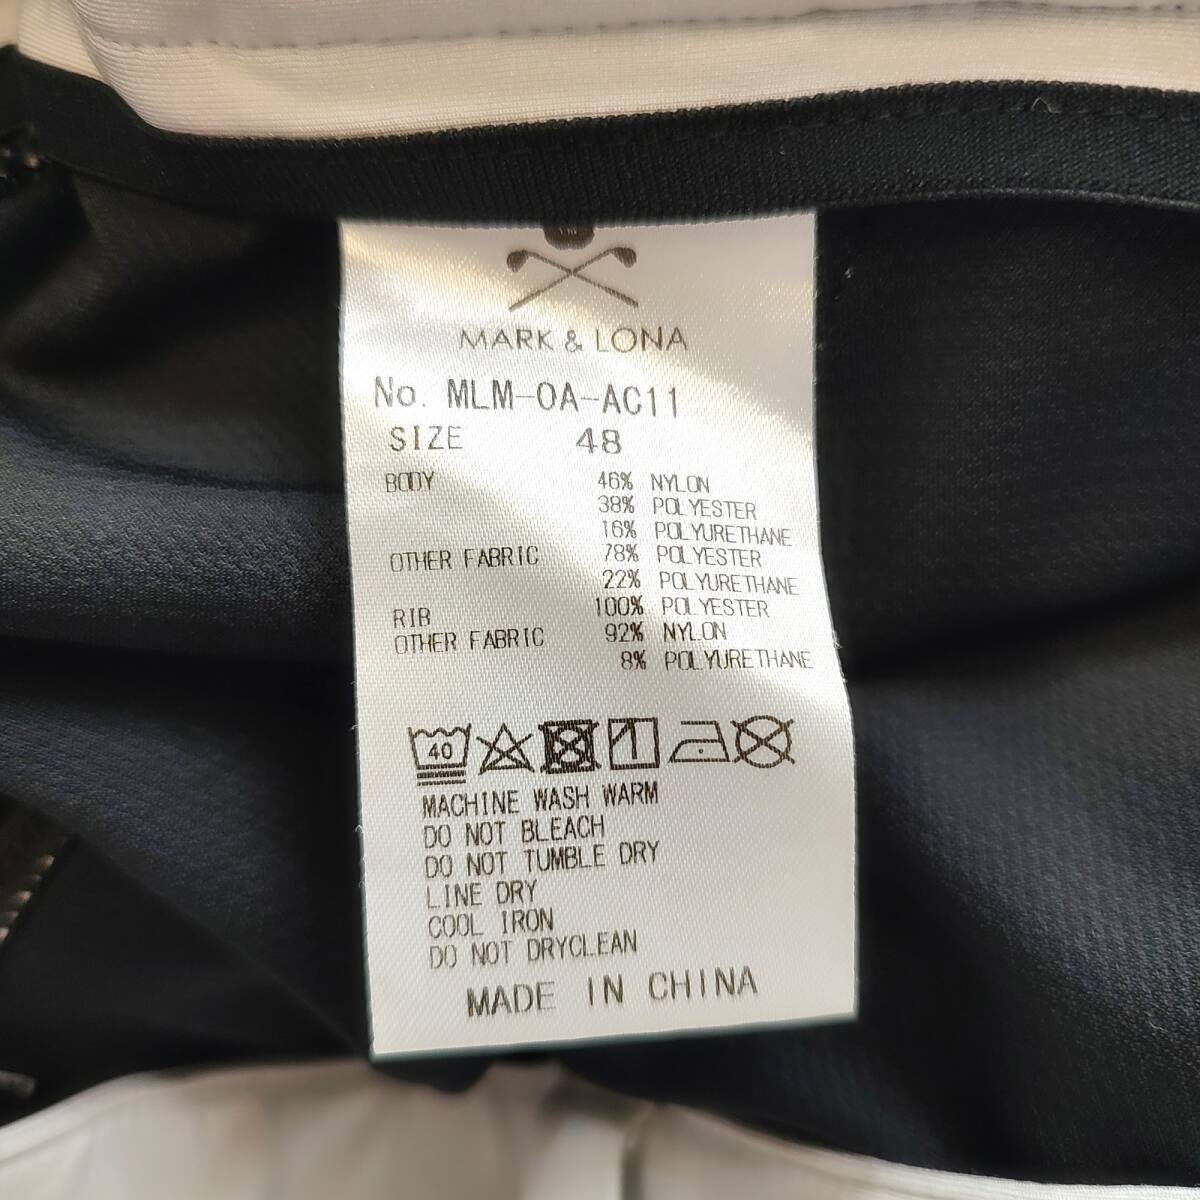 MARK & LONA
No. MLM-OA-AC11
SIZE 48
BODY 46% NYLON
38% POLYESTER
16% POLYURETHANE
OTHER FABRIC 78% POLYESTER
22% POLYURETHANE
RIB 100% POLYESTER
OTHER FABRIC 92% NYLON
8% POLYURETHANE
40
MACHINE WASH WARM
DO NOT BLEACH
DO NOT TUMBLE DRY
LINE DRY
COOL IRON
DO NOT DRYCLEAN
MADE IN CHINA